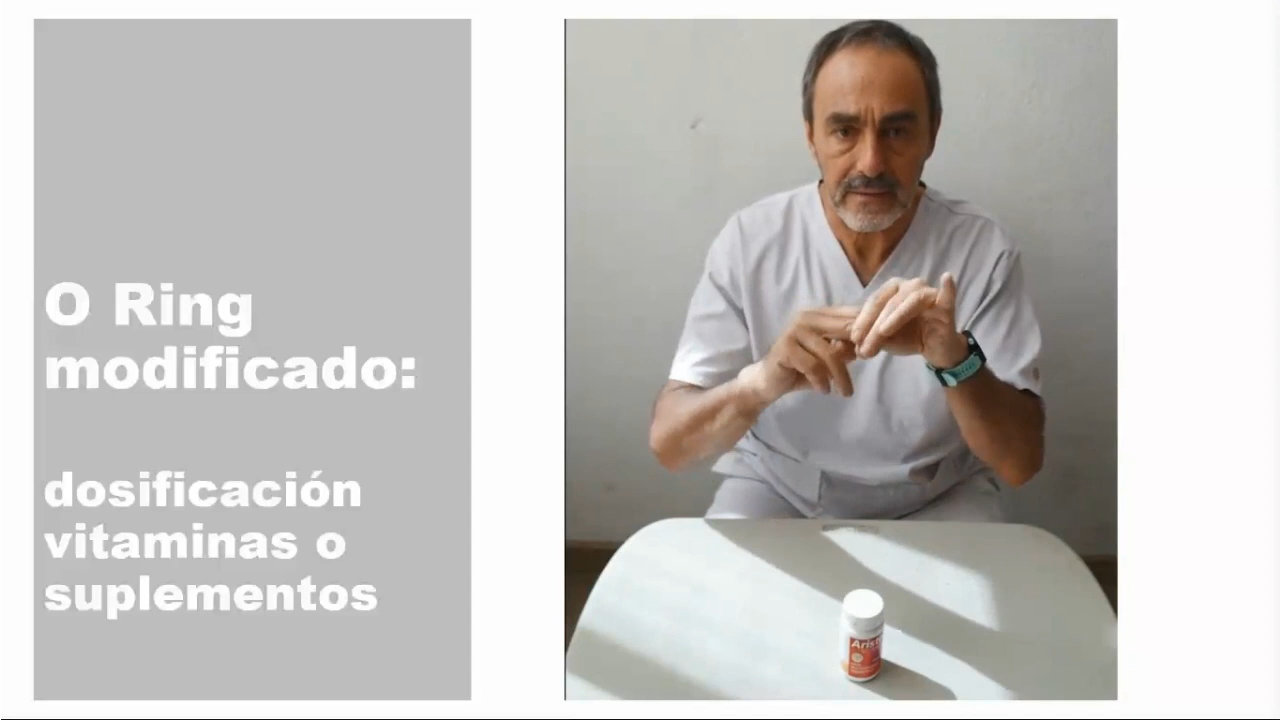 O Ring
modificado:
dosificación
vitaminas o
suplementos